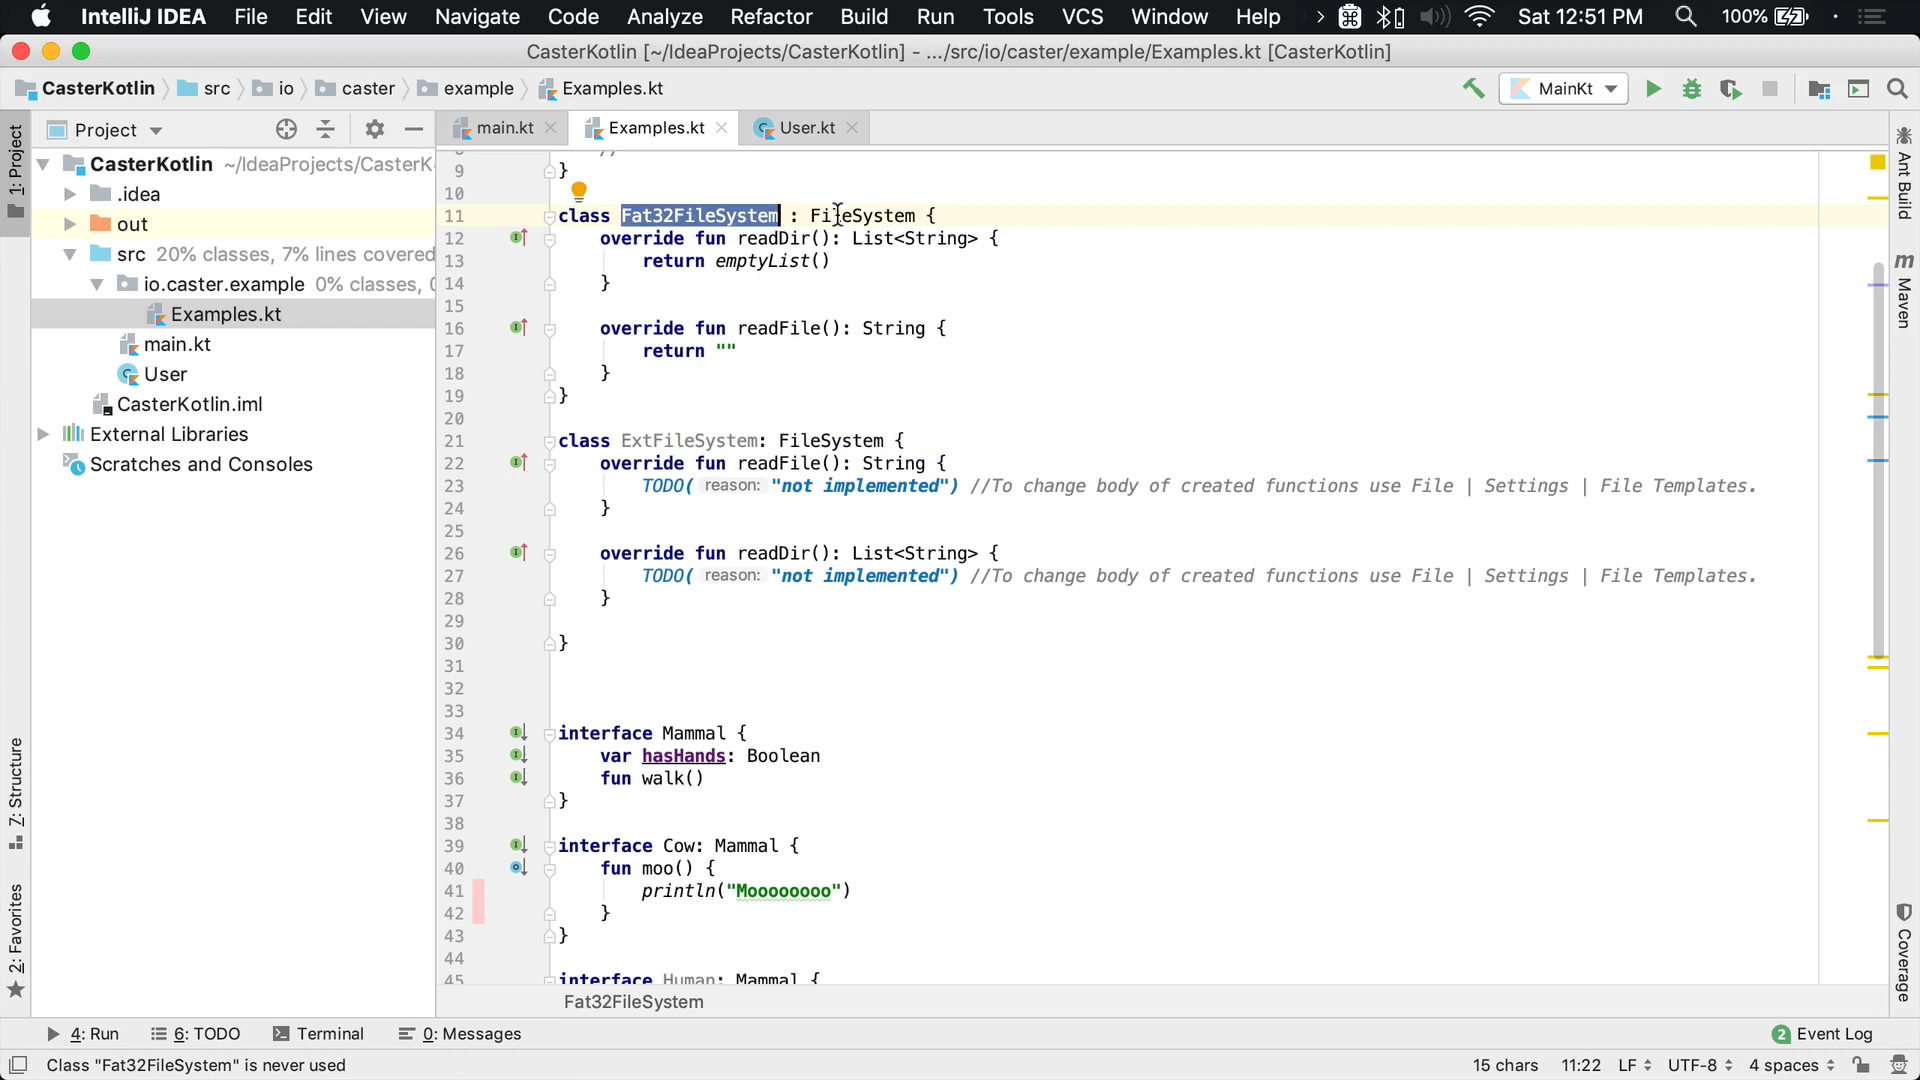 IntelliJ IDEA File Edit View Navigate Code Analyze Refactor Build Run Tools VCS Window Help Sat 12:51 PM 100%
CasterKotlin [~/IdeaProjects/CasterKotlin] - .../src/io/caster/example/Examples.kt [CasterKotlin]
CasterKotlin src io caster example Examples.kt MainKt
Project
main.kt Examples.kt User.kt
1: Project
Z: Structure
2: Favorites
CasterKotlin ~/IdeaProjects/CasterK
.idea
out
src 20% classes, 7% lines covered
io.caster.example 0% classes, 0
Examples.kt
main.kt
User
CasterKotlin.iml
External Libraries
Scratches and Consoles
8 //
9 }
10
11 class Fat32FileSystem : FileSystem {
12 override fun readDir(): List<String> {
13 return emptyList()
14 }
15
16 override fun readFile(): String {
17 return ""
18 }
19 }
20
21 class ExtFileSystem: FileSystem {
22 override fun readFile(): String {
23 TODO( reason: "not implemented") //To change body of created functions use File | Settings | File Templates.
24 }
25
26 override fun readDir(): List<String> {
27 TODO( reason: "not implemented") //To change body of created functions use File | Settings | File Templates.
28 }
29
30 }
31
32
33
34 interface Mammal {
35 var hasHands: Boolean
36 fun walk()
37 }
38
39 interface Cow: Mammal {
40 fun moo() {
41 println("Moooooooo")
42 }
43 }
44
45 interface Human: Mammal {
Fat32FileSystem
Ant Build
m Maven
Coverage
4: Run 6: TODO Terminal 0: Messages 2 Event Log
Class "Fat32FileSystem" is never used 15 chars 11:22 LF UTF-8 4 spaces